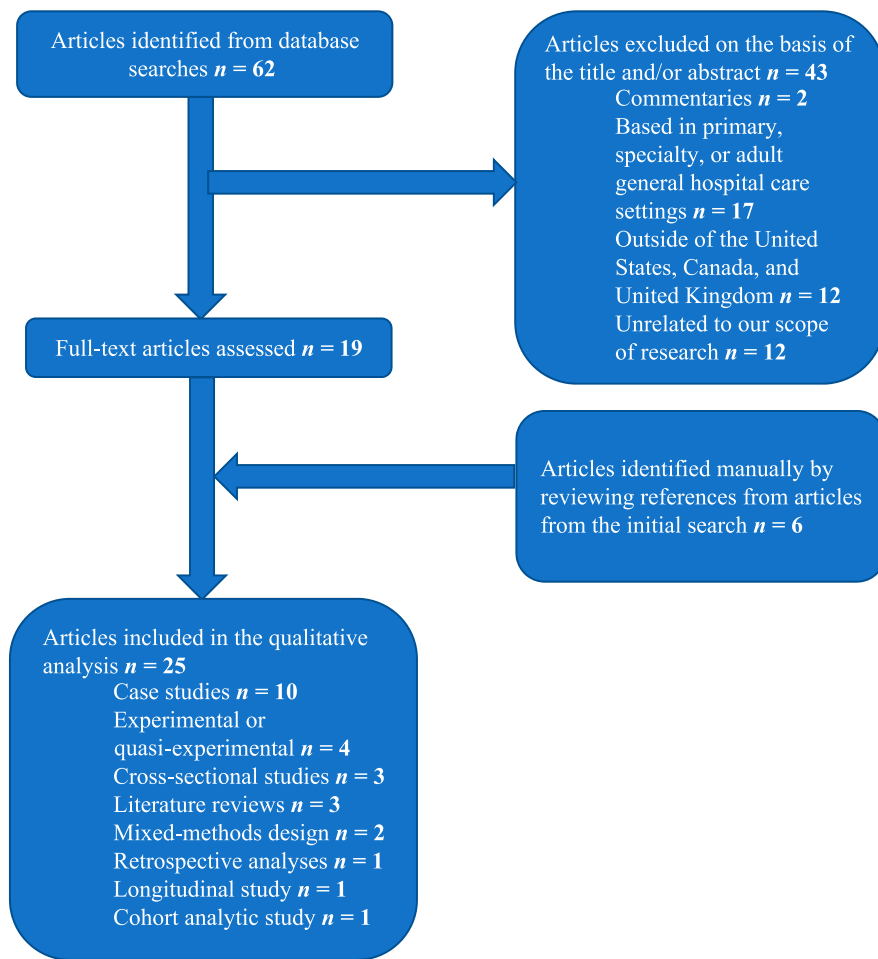 Articles identified from database
searches n = 62
Articles excluded on the basis of
the title and/or abstract n = 43
Commentaries n = 2
Based in primary,
specialty, or adult
general hospital care
settings n = 17
Outside of the United
States, Canada, and
United Kingdom n = 12
Unrelated to our scope
of research n = 12
Full-text articles assessed n = 19
Articles identified manually by
reviewing references from articles
from the initial search n = 6
Articles included in the qualitative
analysis n = 25
Case studies n = 10
Experimental or
quasi-experimental n = 4
Cross-sectional studies n = 3
Literature reviews n = 3
Mixed-methods design n = 2
Retrospective analyses n = 1
Longitudinal study n = 1
Cohort analytic study n = 1